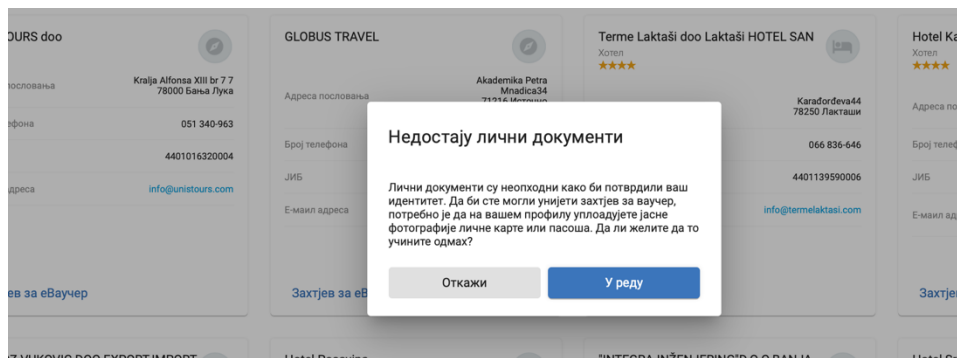 OURS doo
Kralja Alfonsa XIII br 7 7
78000 Бања Лука
051 340-963
4401016320004
info@unistours.com
ев за еВаучер
GLOBUS TRAVEL
Адреса пословања
Akademika Petra
Mnadica34
71216 Источно
Број телефона
ЈИБ
Е-маил адреса
Захтјев за еВ
Terme Laktaši doo Laktaši HOTEL SAN
Хотел
Karađorđeva44
78250 Лакташи
066 836-646
4401139590006
info@termelaktasi.com
Hotel Ka
Хотел
Адреса по
Број телеф
ЈИБ
Е-маил ад
Захтје
Недостају лични документи
Лични документи су неопходни како би потврдили ваш
идентитет. Да би сте могли унијети захтјев за ваучер,
потребно је да на вашем профилу уплоадујете јасне
фотографије личне карте или пасоша. Да ли желите да то
учините одмах?
Откажи
У реду